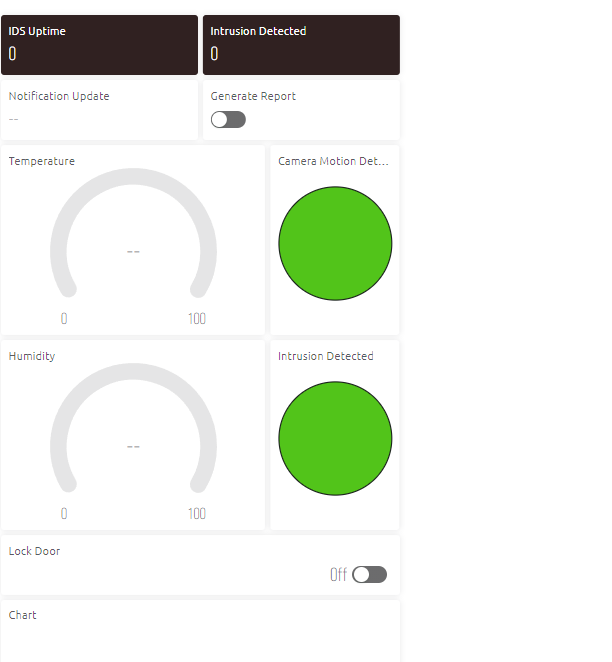 IDS Uptime
0
Intrusion Detected
0
Notification Update
--
Generate Report
Temperature
--
0
100
Camera Motion Det...
Humidity
--
0
100
Intrusion Detected
Lock Door
Off
Chart